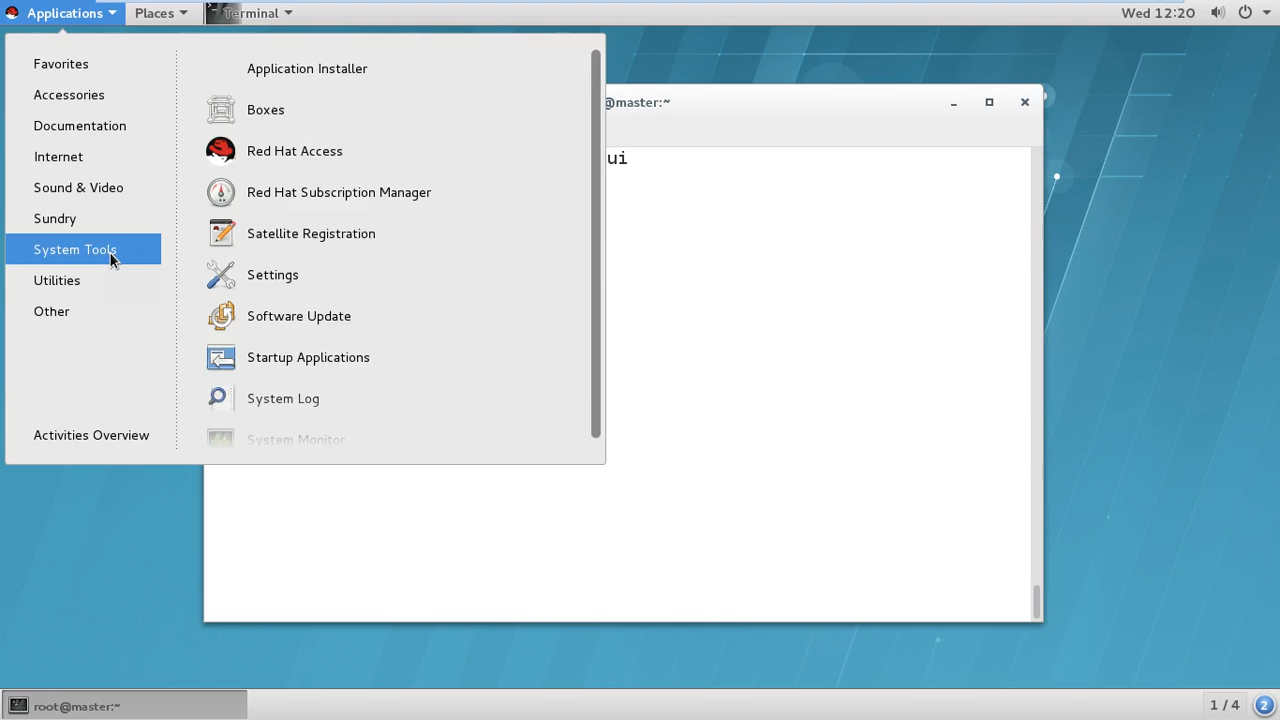 Applications Places Terminal Wed 12:20
Favorites
Accessories
Documentation
Internet
Sound & Video
Sundry
System Tools
Utilities
Other
Activities Overview
Application Installer
Boxes
Red Hat Access
Red Hat Subscription Manager
Satellite Registration
Settings
Software Update
Startup Applications
System Log
System Monitor
@master:~
ui
root@master:~
1 / 4
2